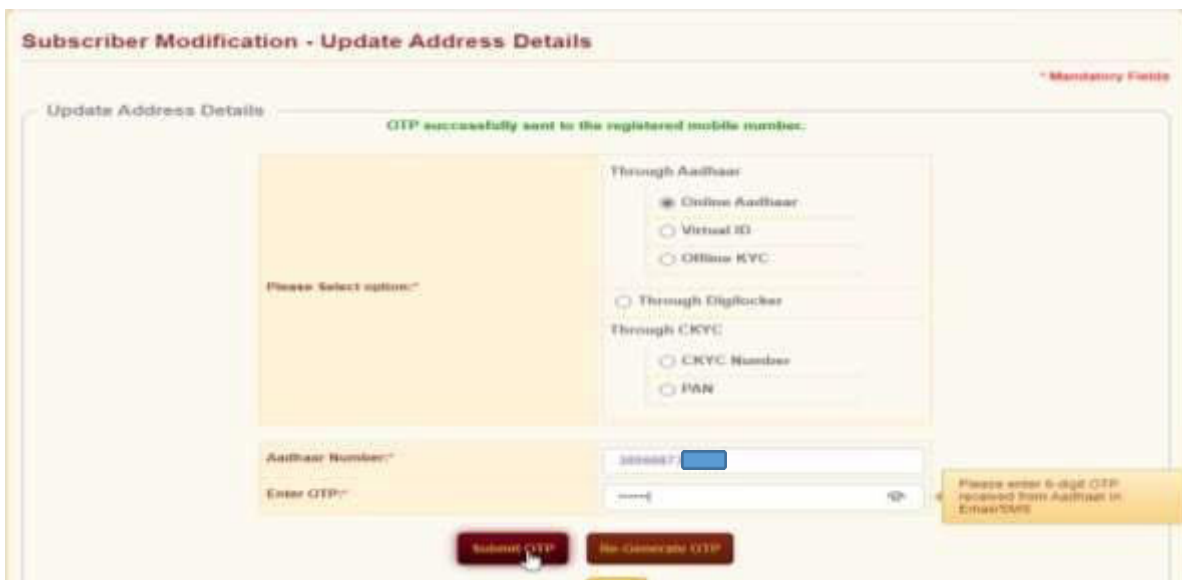 Subscriber Modification - Update Address Details
* Mandatory Fields
Update Address Details
OTP successfully sent to the registered mobile number.
Through Aadhaar
Online Aadhaar
Virtual ID
Offline KYC
Please Select option:*
Through Digilocker
Through CKYC
CKYC Number
PAN
Aadhaar Number:*
Enter OTP:*
Please enter 6 digit OTP
received from Aadhaar in
Email/SMS
Submit OTP
Re-Generate OTP